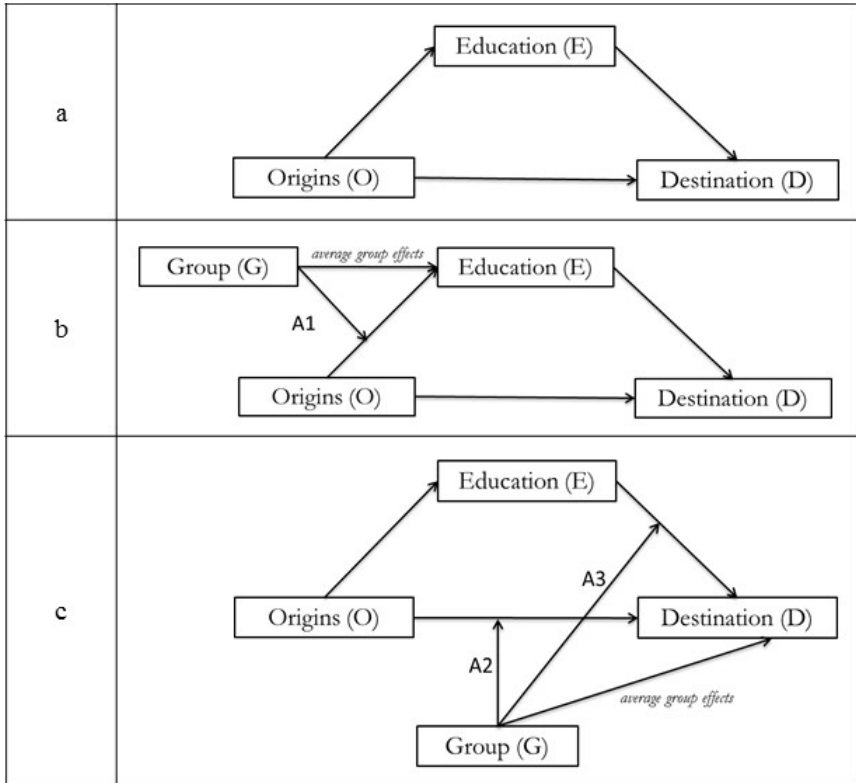 a
Education (E)
Origins (O)
Destination (D)
b
Group (G)
average group effects
Education (E)
A1
Origins (O)
Destination (D)
c
Education (E)
A3
Origins (O)
Destination (D)
A2
average group effects
Group (G)